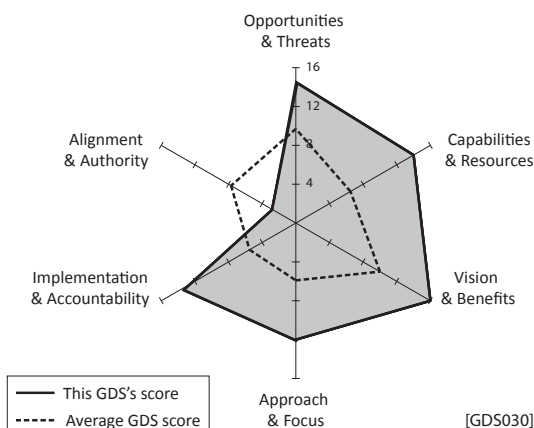 Opportunities
& Threats
16
12
8
4
Alignment
& Authority
Capabilities
& Resources
Implementation
& Accountability
Vision
& Benefits
Approach
& Focus
This GDS's score
Average GDS score
[GDS030]